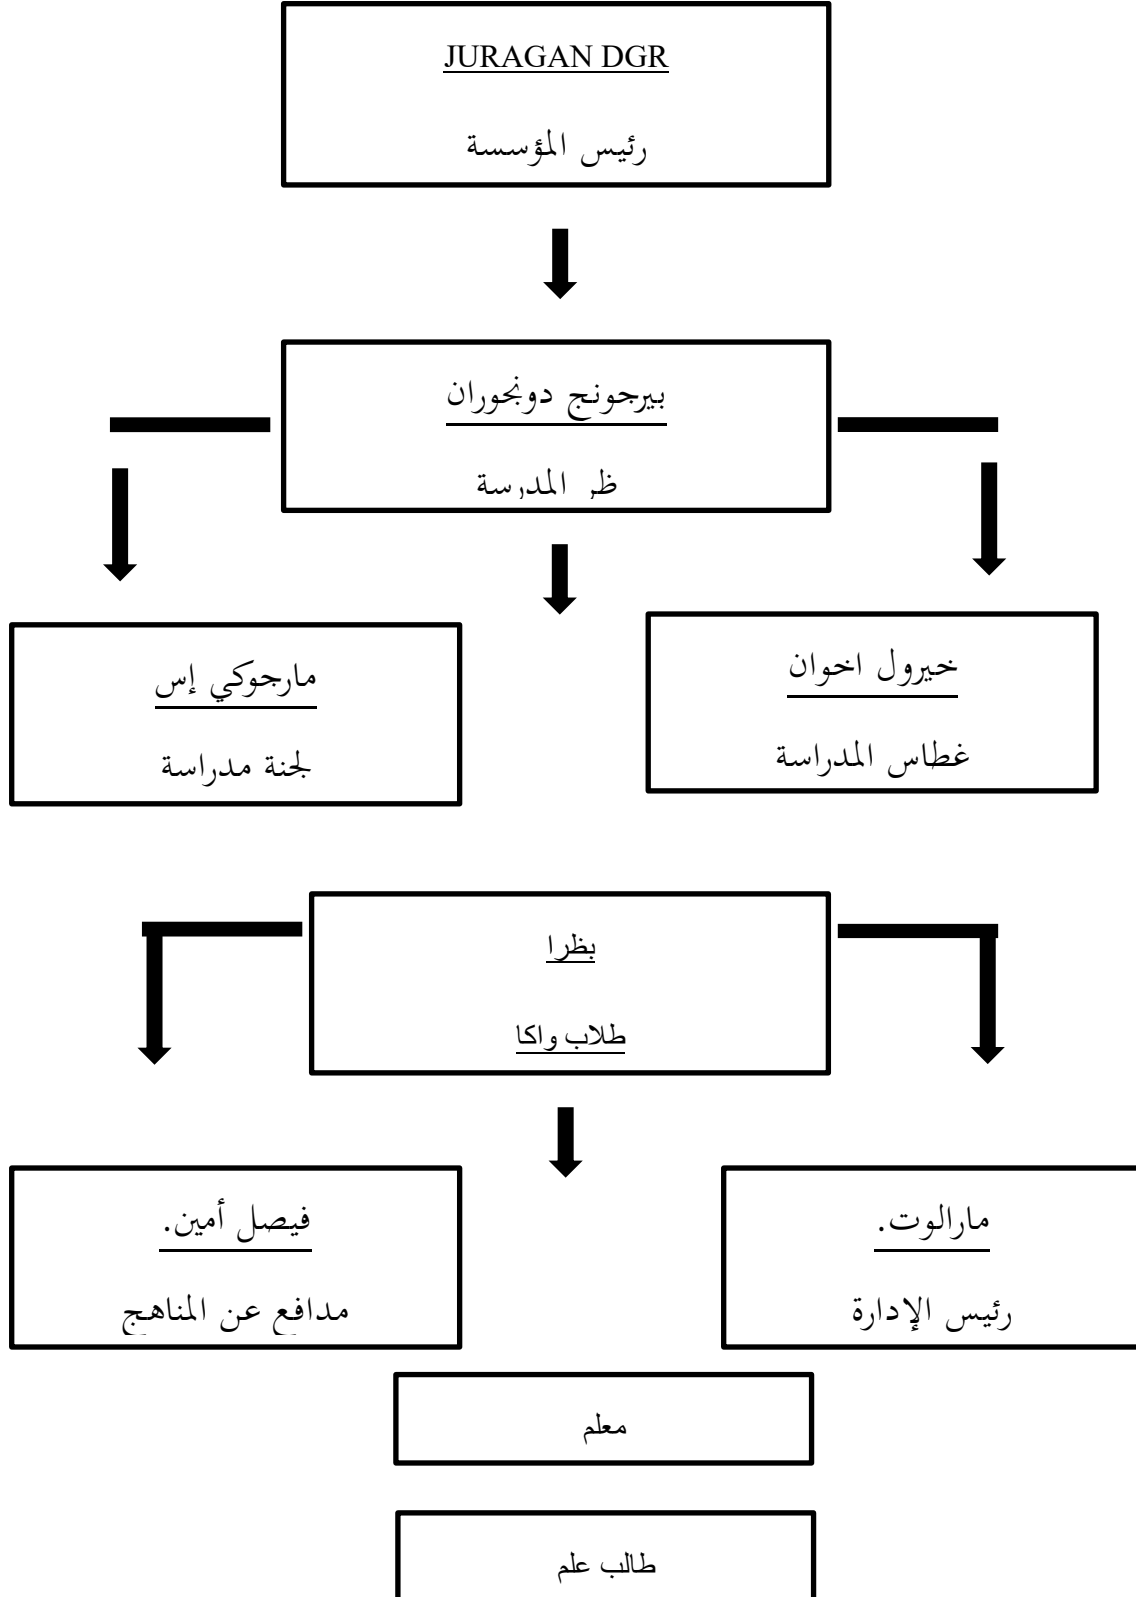 JURAGAN DGR
رئيس المؤسسة
بيرجونج دونجوران
ظر المدرسة
خيرول اخوان
غطاس المدراسة
مارجوكي إس
لجنة مدراسة
بظرا
طلاب واكا
مارالوت.
رئيس الإدارة
فيصل أمين.
مدافع عن المناهج
معلم
طالب علم